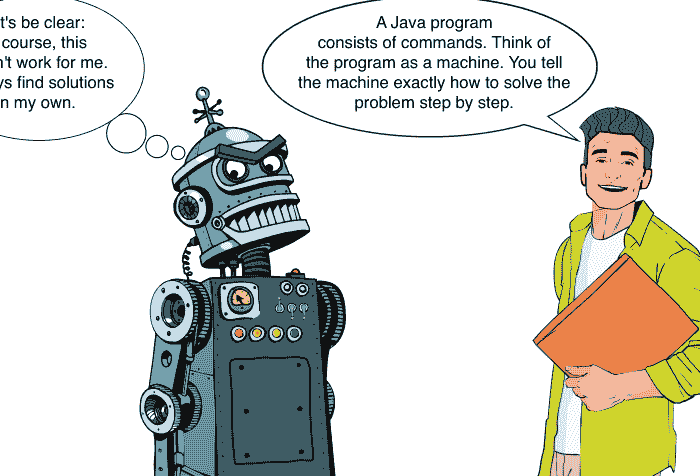 t's be clear:
course, this
n't work for me.
ys find solutions
n my own.
A Java program
consists of commands. Think of
the program as a machine. You tell
the machine exactly how to solve the
problem step by step.